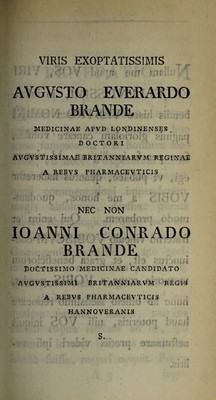 VIRIS EXOPTATISSIMIS
AVGVSTO EVERARDO
BRANDE
MEDICINAE APVD LONDINENSES
DOCTORI
AVGVSTISSIMAE BRITANNIARVM REGINAE
A REBVS PHARMACEVTICIS
NEC NON
IOANNI CONRADO
BRANDE
DOCTISSIMO MEDICINAE CANDIDATO
AVGVSTISSIMI BRITANNIARVM REGIS
A REBVS PHARMACEVTICIS
HANNOVERANIS
S.